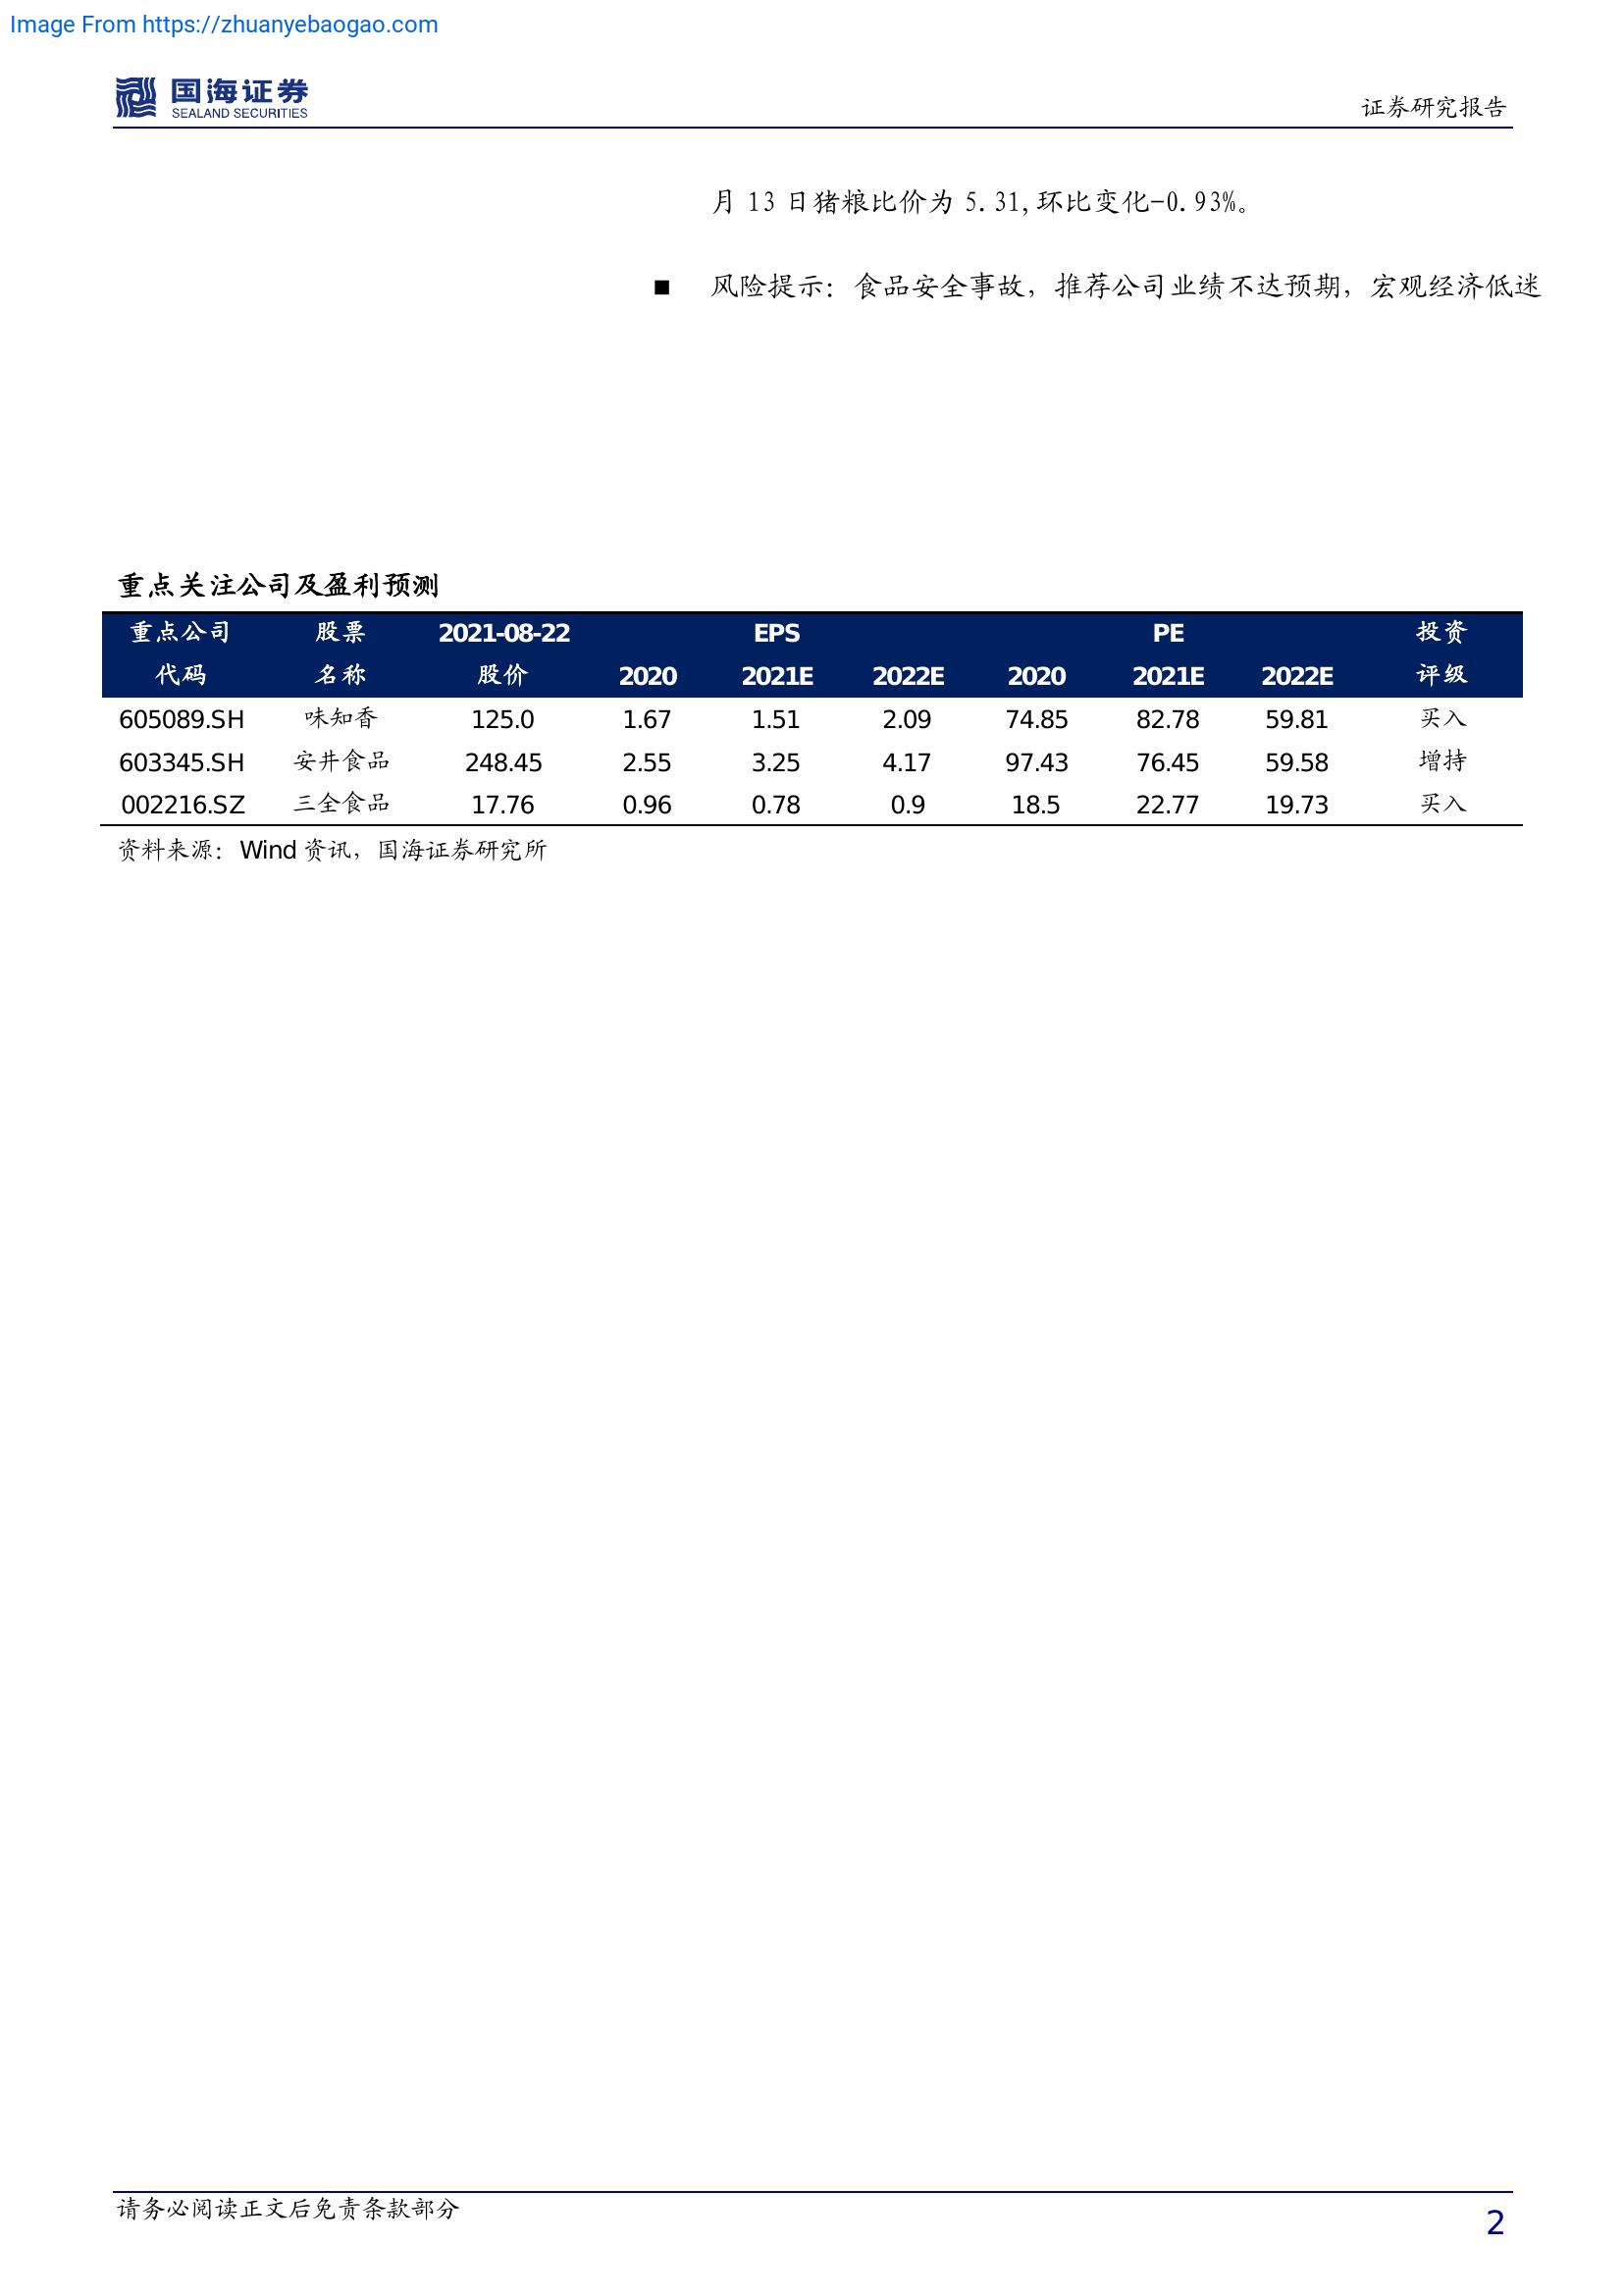 Image From https://zhuanyebaogao.com
国海证券
SEALAND SECURITIES
证券研究报告
月 13 日猪粮比价为 5.31,环比变化-0.93%。
■ 风险提示：食品安全事故，推荐公司业绩不达预期，宏观经济低迷
重点关注公司及盈利预测
重点公司 股票 2021-08-22 EPS PE 投资
代码 名称 股价 2020 2021E 2022E 2020 2021E 2022E 评级
605089.SH 味知香 125.0 1.67 1.51 2.09 74.85 82.78 59.81 买入
603345.SH 安井食品 248.45 2.55 3.25 4.17 97.43 76.45 59.58 增持
002216.SZ 三全食品 17.76 0.96 0.78 0.9 18.5 22.77 19.73 买入
资料来源：Wind 资讯，国海证券研究所
请务必阅读正文后免责条款部分
2